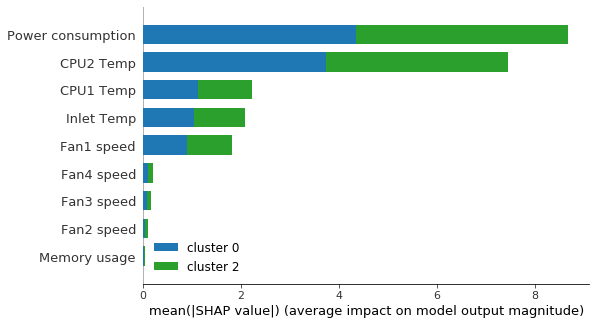 Power consumption
CPU2 Temp
CPU1 Temp
Inlet Temp
Fan1 speed
Fan4 speed
Fan3 speed
Fan2 speed
Memory usage
cluster 0
cluster 2
0 2 4 6 8
mean(|SHAP value|) (average impact on model output magnitude)